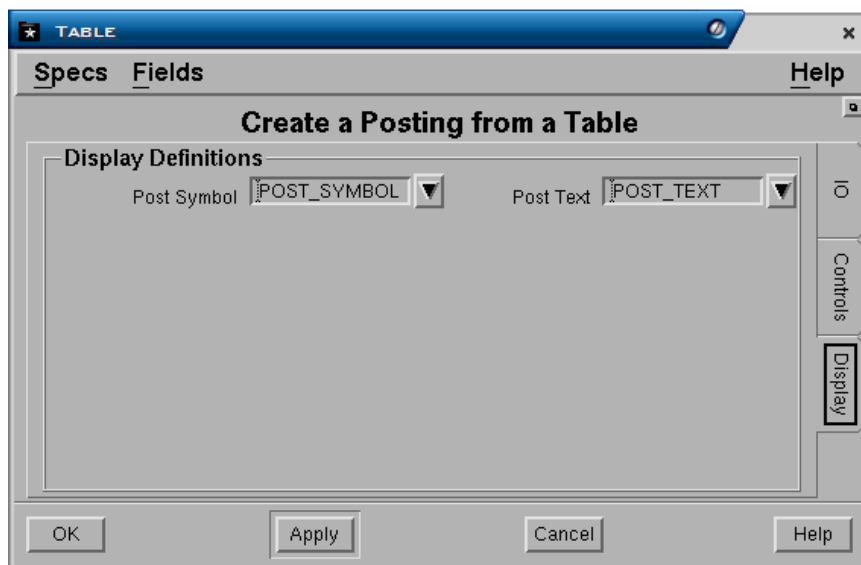 TABLE
Specs Fields Help
Create a Posting from a Table
Display Definitions
Post Symbol POST_SYMBOL Post Text POST_TEXT
IO
Controls
Display
OK Apply Cancel Help